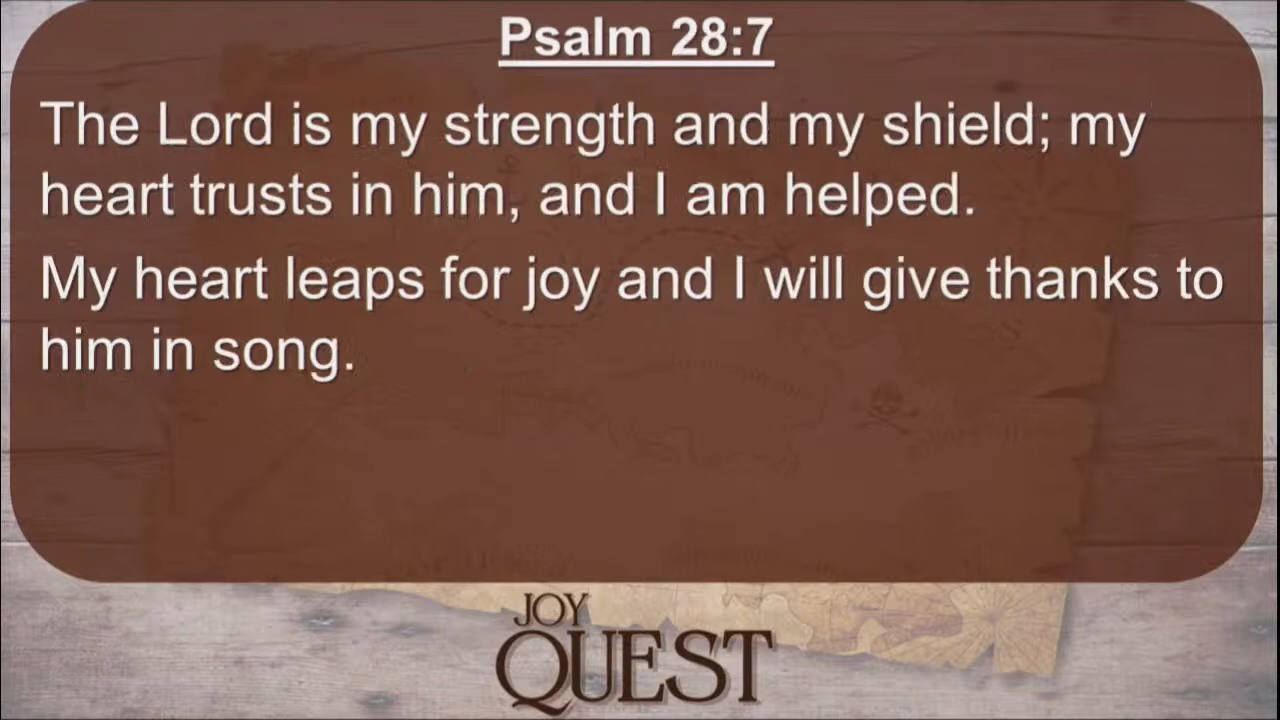 Psalm 28:7
The Lord is my strength and my shield; my
heart trusts in him, and I am helped.
My heart leaps for joy and I will give thanks to
him in song.
JOY
QUEST